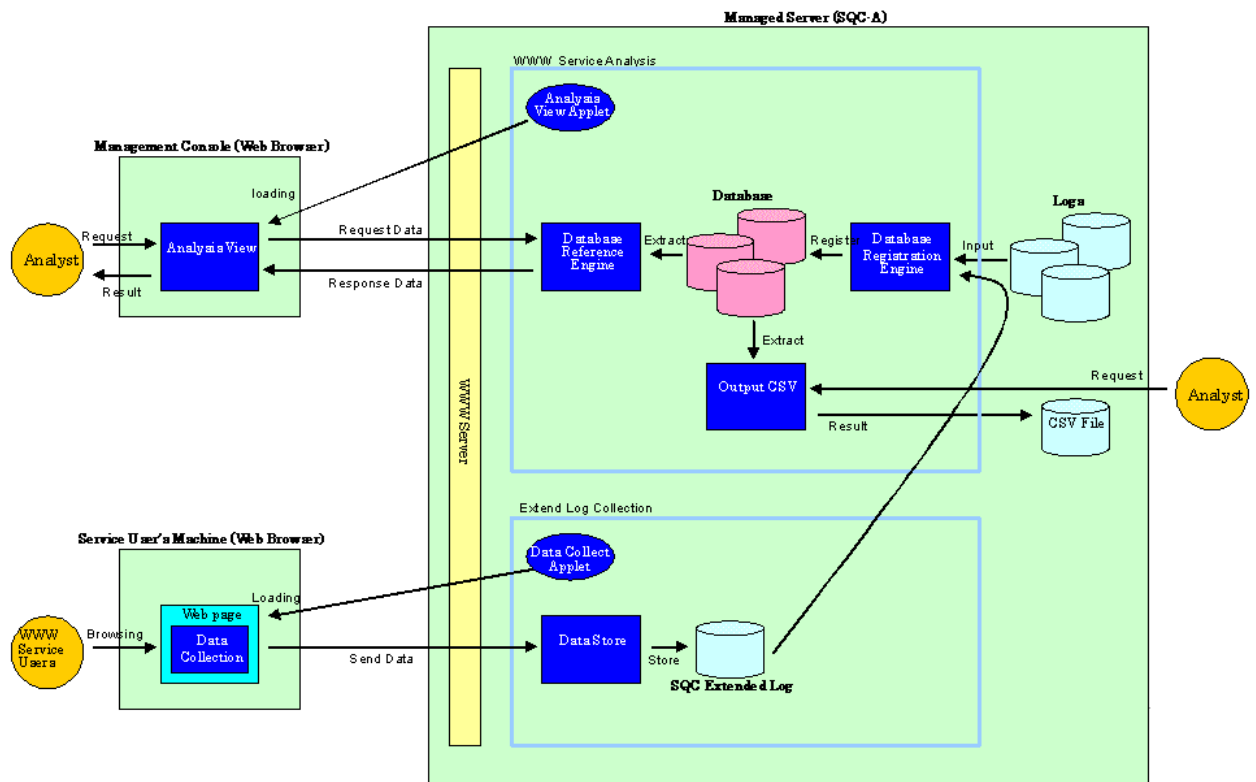 Managed Server (SQC-A)
WWW Service Analysis
Analysis
View Applet
Management Console (Web Browser)
loading
Database
Logs
Analyst
Request
Result
Analysis View
Request Data
Response Data
Database
Reference
Engine
Extract
Register
Database
Registration
Engine
Input
Extract
Output CSV
Request
Analyst
Result
CSV File
WWW Server
Extend Log Collection
Service User's Machine (Web Browser)
Data Collect
Applet
Loading
WWW
Service
Users
Browsing
Web page
Data
Collection
Send Data
Data Store
Store
SQC Extended Log